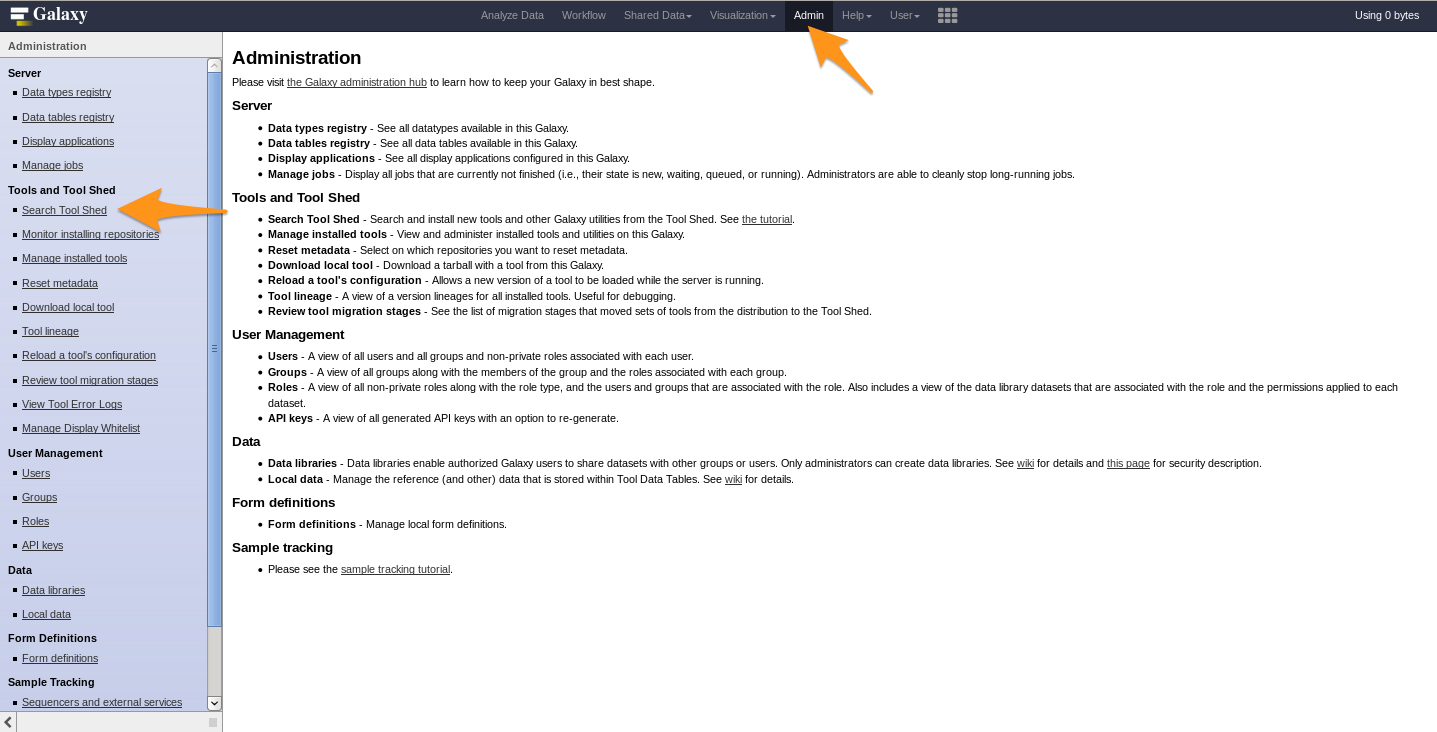 Galaxy
Analyze Data Workflow Shared Data Visualization Admin Help User
Using 0 bytes
Administration
Server
Data types registry
Data tables registry
Display applications
Manage jobs
Tools and Tool Shed
Search Tool Shed
Monitor installing repositories
Manage installed tools
Reset metadata
Download local tool
Tool lineage
Reload a tool's configuration
Review tool migration stages
View Tool Error Logs
Manage Display Whitelist
User Management
Users
Groups
Roles
API keys
Data
Data libraries
Local data
Form Definitions
Form definitions
Sample Tracking
Sequencers and external services
Administration
Please visit the Galaxy administration hub to learn how to keep your Galaxy in best shape.
Server
Data types registry - See all datatypes available in this Galaxy.
Data tables registry - See all data tables available in this Galaxy.
Display applications - See all display applications configured in this Galaxy.
Manage jobs - Display all jobs that are currently not finished (i.e., their state is new, waiting, queued, or running). Administrators are able to cleanly stop long-running jobs.
Tools and Tool Shed
Search Tool Shed - Search and install new tools and other Galaxy utilities from the Tool Shed. See the tutorial.
Manage installed tools - View and administer installed tools and utilities on this Galaxy.
Reset metadata - Select on which repositories you want to reset metadata.
Download local tool - Download a tarball with a tool from this Galaxy.
Reload a tool's configuration - Allows a new version of a tool to be loaded while the server is running.
Tool lineage - A view of a version lineages for all installed tools. Useful for debugging.
Review tool migration stages - See the list of migration stages that moved sets of tools from the distribution to the Tool Shed.
User Management
Users - A view of all users and all groups and non-private roles associated with each user.
Groups - A view of all groups along with the members of the group and the roles associated with each group.
Roles - A view of all non-private roles along with the role type, and the users and groups that are associated with the role. Also includes a view of the data library datasets that are associated with the role and the permissions applied to each
dataset.
API keys - A view of all generated API keys with an option to re-generate.
Data
Data libraries - Data libraries enable authorized Galaxy users to share datasets with other groups or users. Only administrators can create data libraries. See wiki for details and this page for security description.
Local data - Manage the reference (and other) data that is stored within Tool Data Tables. See wiki for details.
Form definitions
Form definitions - Manage local form definitions.
Sample tracking
Please see the sample tracking tutorial.